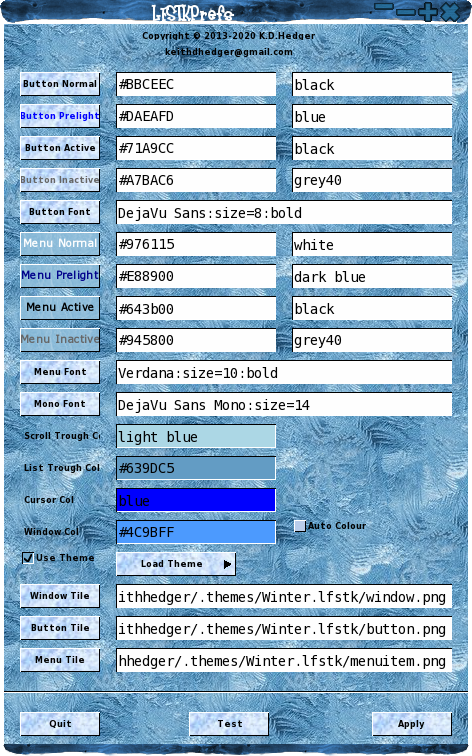 LFSTKPrefs
Copyright © 2013-2020 K.D.Hedger
keithdhedger@gmail.com
Button Normal #BBCEEC black
Button Prelight #DAEAFD blue
Button Active #71A9CC black
Button Inactive #A7BAC6 grey40
Button Font DejaVu Sans:size=8:bold
Menu Normal #976115 white
Menu Prelight #E88900 dark blue
Menu Active #643b00 black
Menu Inactive #945800 grey40
Menu Font Verdana:size=10:bold
Mono Font DejaVu Sans Mono:size=14
Scroll Trough Co light blue
List Trough Col #639DC5
Cursor Col blue
Window Col #4C9BFF Auto Colour
Use Theme Load Theme
Window Tile ithhedger/.themes/Winter.lfstk/window.png
Button Tile ithhedger/.themes/Winter.lfstk/button.png
Menu Tile hhedger/.themes/Winter.lfstk/menuitem.png
Quit Test Apply